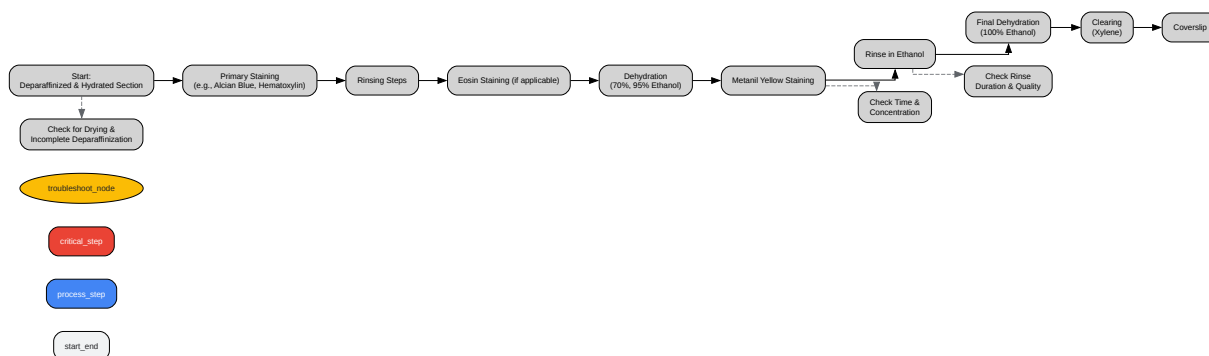 Start:
Deparaffinized & Hydrated Section
Primary Staining
(e.g., Alcian Blue, Hematoxylin)
Rinsing Steps
Eosin Staining (if applicable)
Dehydration
(70%, 95% Ethanol)
Metanil Yellow Staining
Rinse in Ethanol
Final Dehydration
(100% Ethanol)
Clearing
(Xylene)
Coverslip
Check for Drying &
Incomplete Deparaffinization
Check Time &
Concentration
Check Rinse
Duration & Quality
troubleshoot_node
critical_step
process_step
start_end